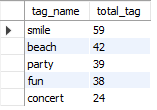 tag_name total_tag
smile 59
beach 42
party 39
fun 38
concert 24